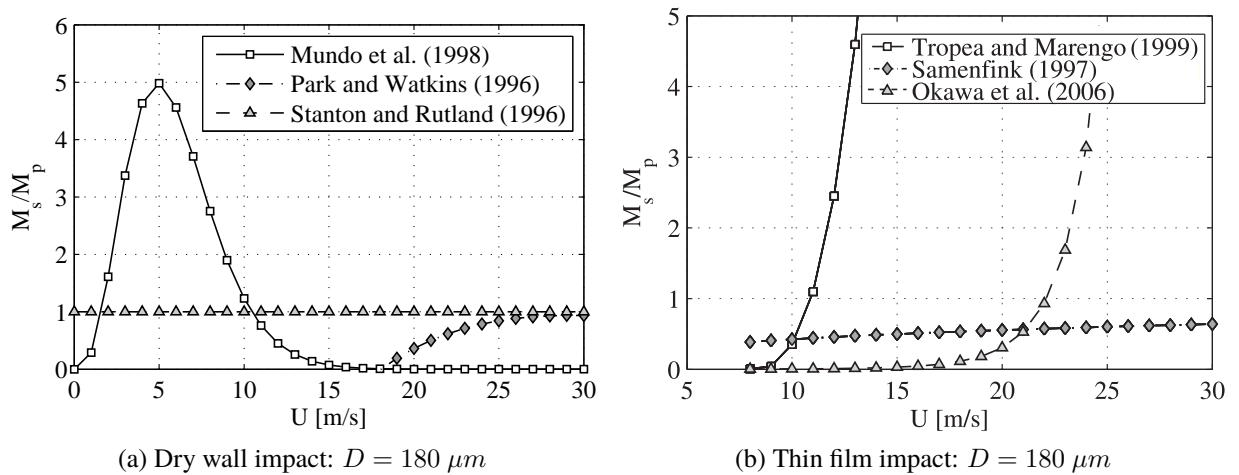 6
5
4
3
2
1
0
M_s/M_p
0 5 10 15 20 25 30
U [m/s]
Mundo et al. (1998)
Park and Watkins (1996)
Stanton and Rutland (1996)
(a) Dry wall impact: D = 180 μm
5
4
3
2
1
0
M_s/M_p
5 10 15 20 25 30
U [m/s]
Tropea and Marengo (1999)
Samenfink (1997)
Okawa et al. (2006)
(b) Thin film impact: D = 180 μm